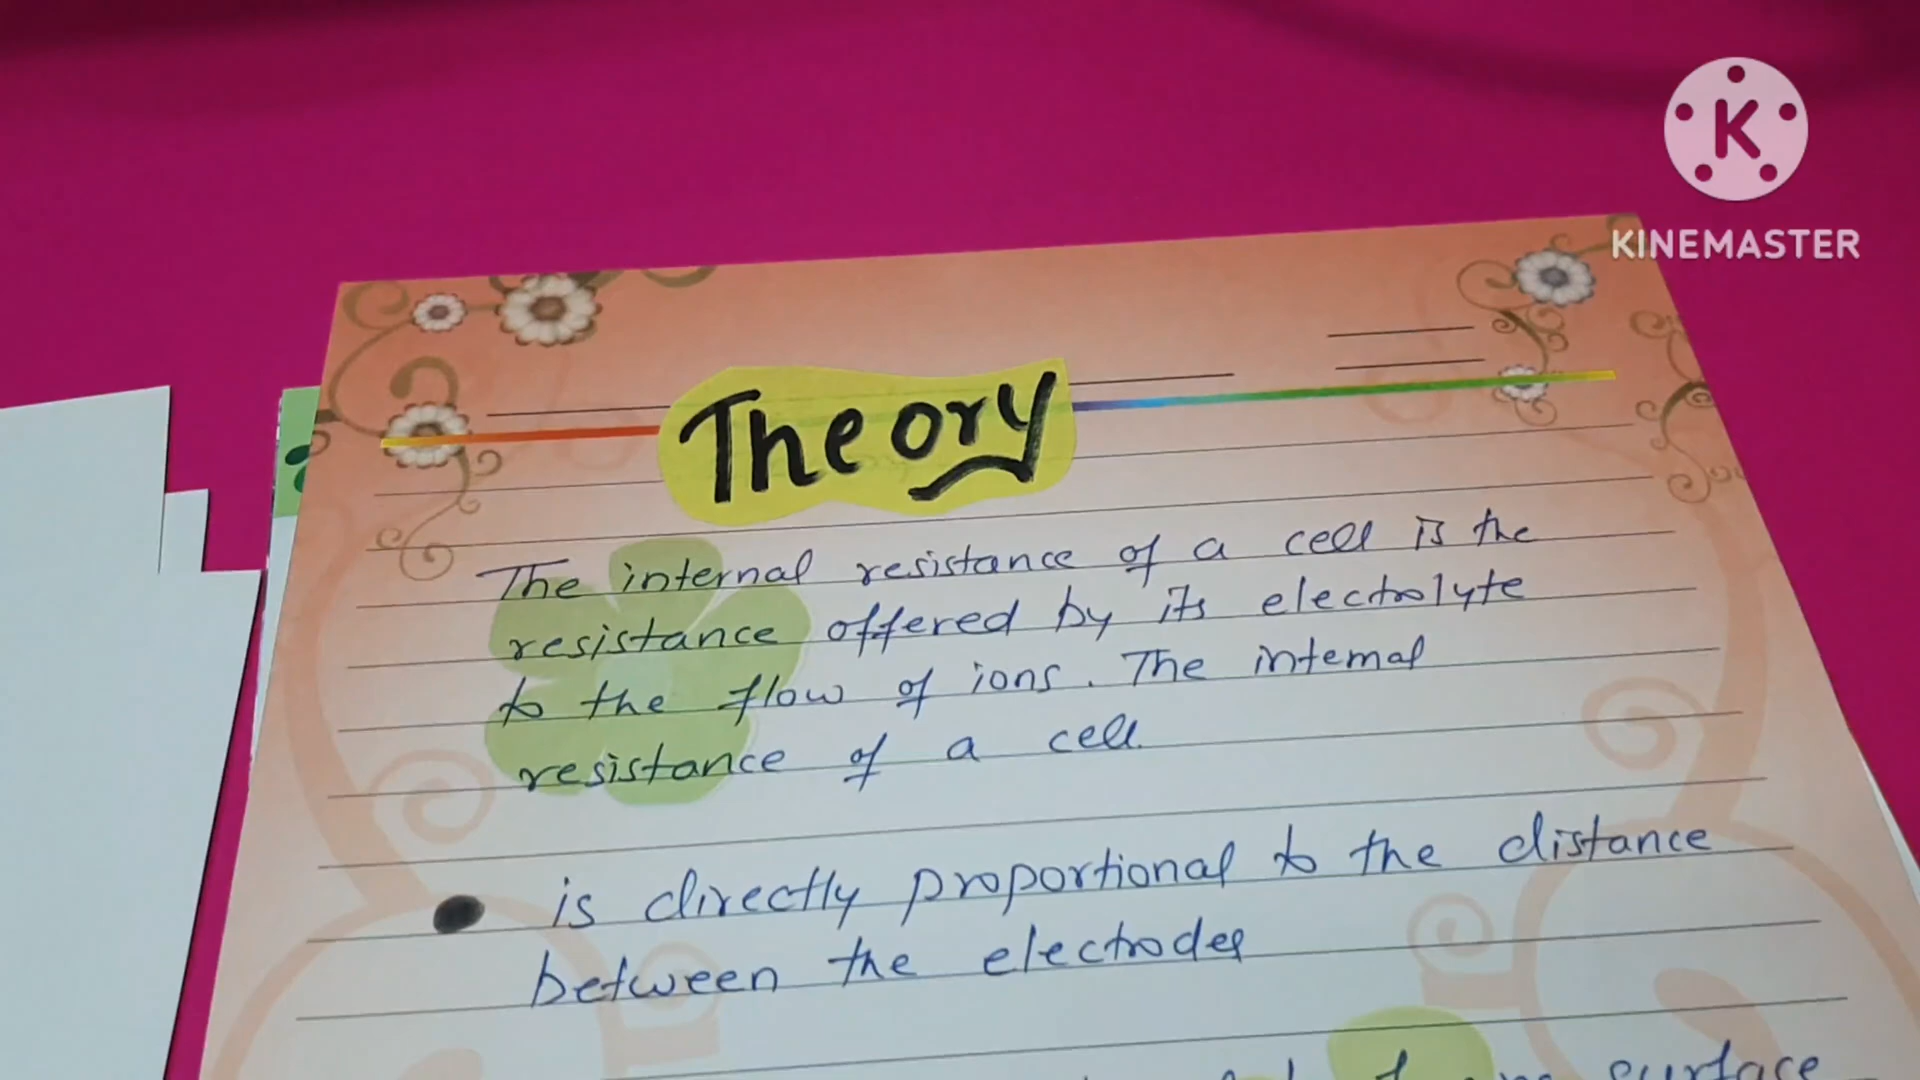 K
KINEMASTER
Theory
The internal resistance of a cell is the
resistance offered by its electrolyte
to the flow of ions. The internal
resistance of a cell.
is directly proportional to the distance
between the electrodes
surface